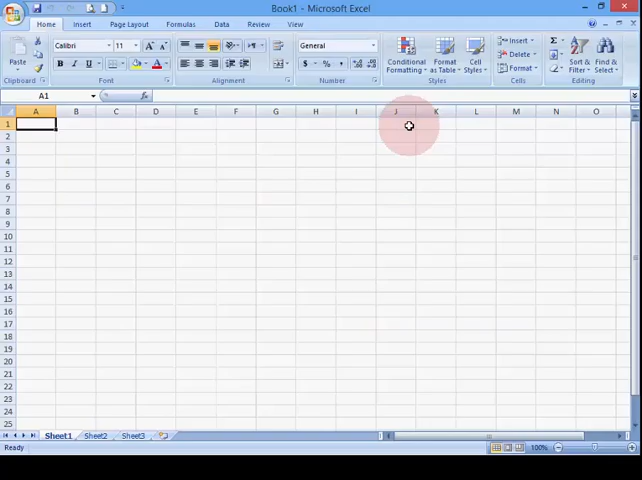 Book1 - Microsoft Excel
Home Insert Page Layout Formulas Data Review View
Paste
Calibri 11
General
Conditional Formatting
Format as Table
Cell Styles
Insert
Delete
Format
Sort & Filter
Find & Select
Clipboard Font Alignment Number Styles Cells Editing
A1 fx
A B C D E F G H I J K L M N O
1
2
3
4
5
6
7
8
9
10
11
12
13
14
15
16
17
18
19
20
21
22
23
24
25
Sheet1 Sheet2 Sheet3
Ready 100%